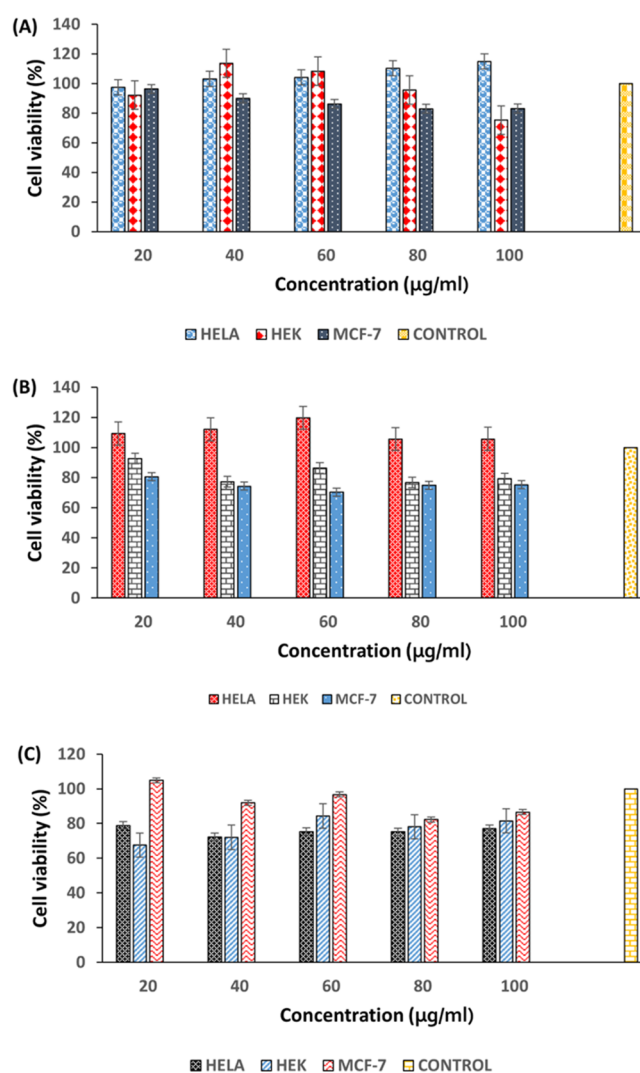 (A)
140
120
100
80
60
40
20
0
Cell viability (%)
20 40 60 80 100
Concentration (µg/ml)
HELA HEK MCF-7 CONTROL
(B)
140
120
100
80
60
40
20
0
Cell viability (%)
20 40 60 80 100
Concentration (µg/ml)
HELA HEK MCF-7 CONTROL
(C)
120
100
80
60
40
20
0
Cell viability (%)
20 40 60 80 100
Concentration (µg/ml)
HELA HEK MCF-7 CONTROL